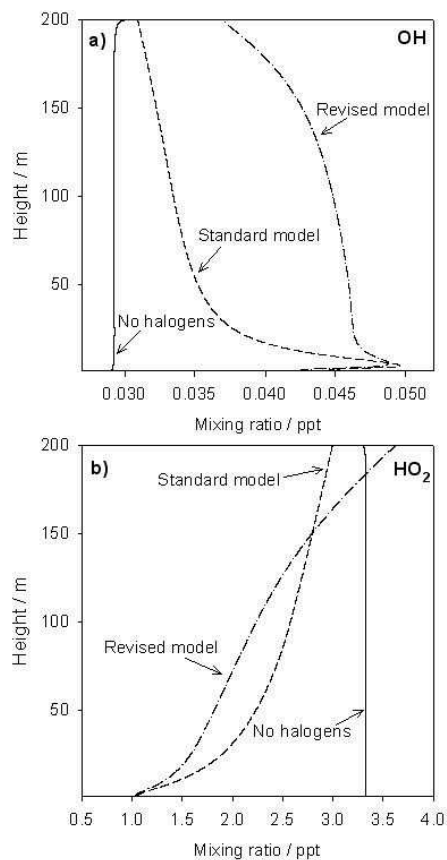 200
a)
OH
Revised model
150
Height / m
100
Standard model
50
No halogens
0.030 0.035 0.040 0.045 0.050
Mixing ratio / ppt
200
b)
HO2
Standard model
150
Height / m
100
Revised model
50
No halogens
0.5 1.0 1.5 2.0 2.5 3.0 3.5 4.0
Mixing ratio / ppt